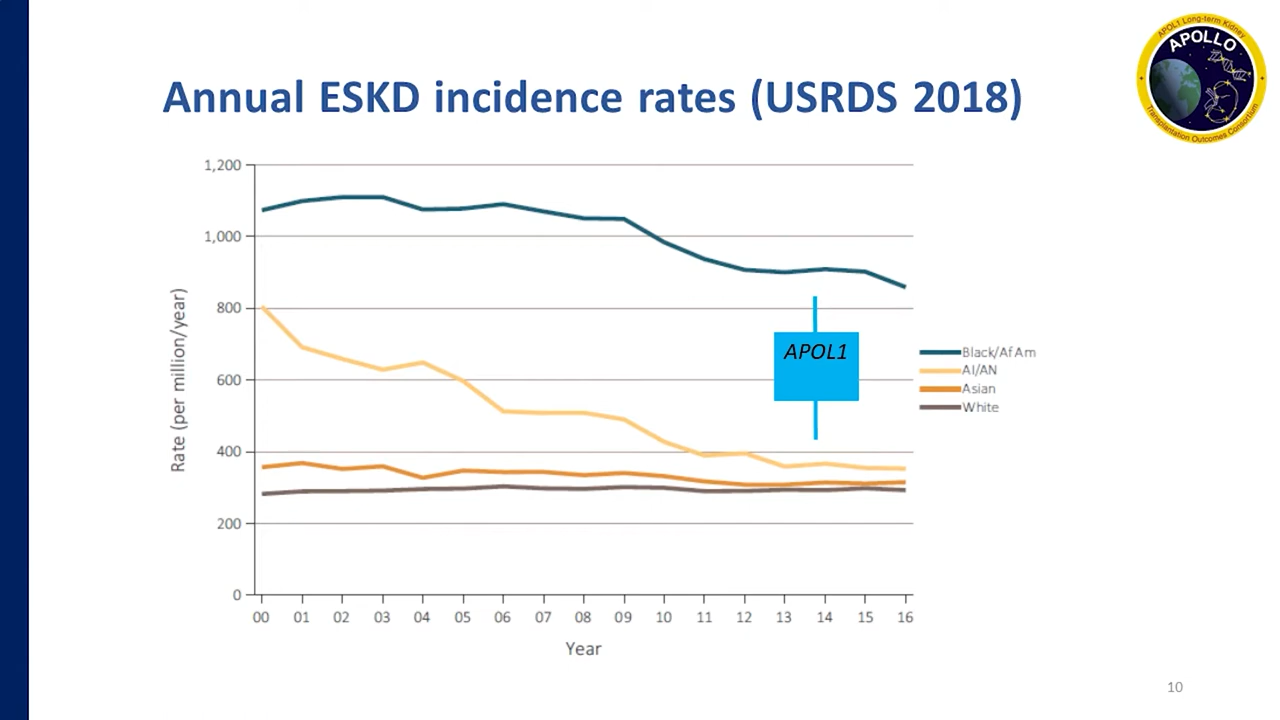 Annual ESKD incidence rates (USRDS 2018)
APOL1 Long-term Kidney
APOLLO
Transplantation Outcomes Consortium
1,200
1,000
800
600
400
200
0
Rate (per million/year)
APOL1
Black/Af Am
AI/AN
Asian
White
00 01 02 03 04 05 06 07 08 09 10 11 12 13 14 15 16
Year
10